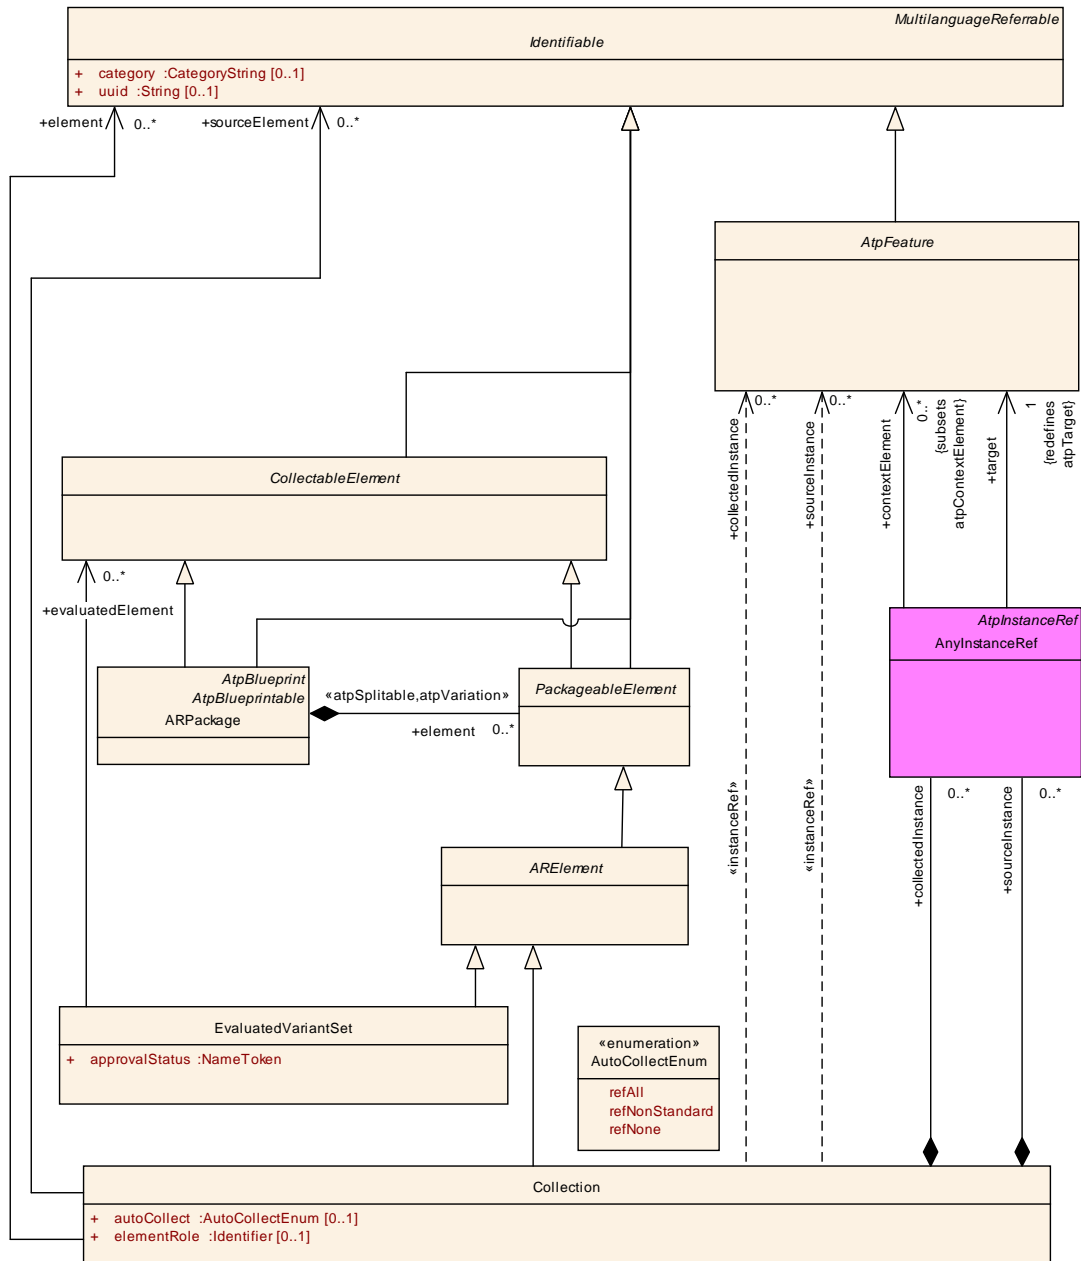 MultilanguageReferrable
Identifiable
+ category :CategoryString [0..1]
+ uuid :String [0..1]
+element 0..*
+sourceElement 0..*
AtpFeature
+collectedInstance
0..*
+sourceInstance
0..*
+contextElement
0..*
{subsets
atpContextElement}
+target
1
{redefines
atpTarget}
CollectableElement
0..*
+evaluatedElement
AtpInstanceRef
AnyInstanceRef
AtpBlueprint
AtpBlueprintable
ARPackage
«atpSplitable,atpVariation»
+element 0..*
PackageableElement
«instanceRef»
«instanceRef»
+collectedInstance
0..*
+sourceInstance
0..*
ARElement
EvaluatedVariantSet
+ approvalStatus :NameToken
«enumeration»
AutoCollectEnum
refAll
refNonStandard
refNone
Collection
+ autoCollect :AutoCollectEnum [0..1]
+ elementRole :Identifier [0..1]